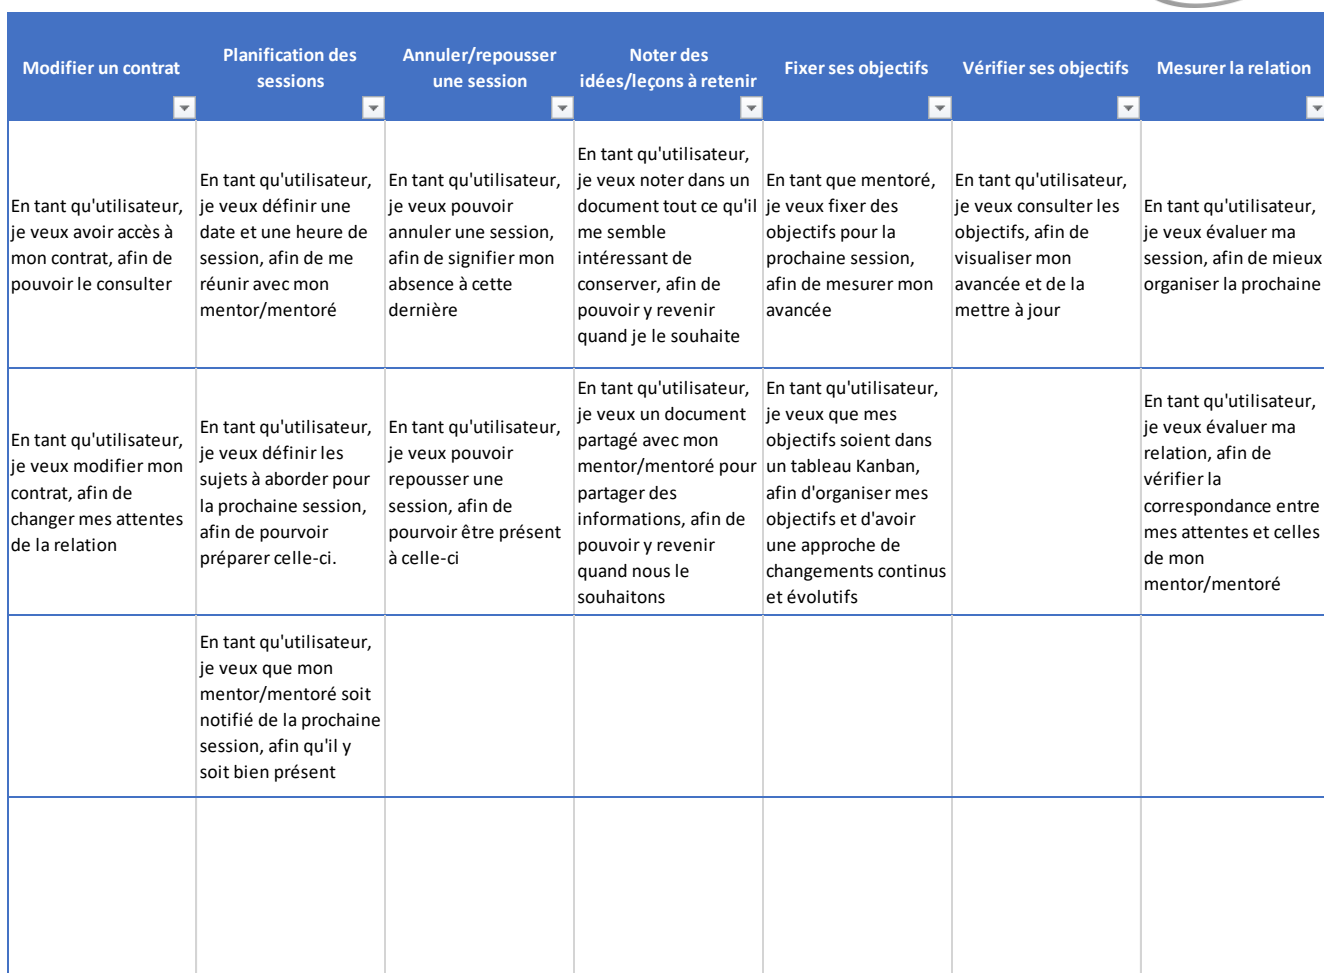 Modifier un contrat
Planification des
sessions
Annuler/repousser
une session
Noter des
idées/leçons à retenir
Fixer ses objectifs
Vérifier ses objectifs
Mesurer la relation
En tant qu'utilisateur,
je veux avoir accès à
mon contrat, afin de
pouvoir le consulter
En tant qu'utilisateur,
je veux définir une
date et une heure de
session, afin de me
réunir avec mon
mentor/mentoré
En tant qu'utilisateur,
je veux pouvoir
annuler une session,
afin de signifier mon
absence à cette
dernière
En tant qu'utilisateur,
je veux noter dans un
document tout ce qu'il
me semble
intéressant de
conserver, afin de
pouvoir y revenir
quand je le souhaite
En tant que mentoré,
je veux fixer des
objectifs pour la
prochaine session,
afin de mesurer mon
avancée
En tant qu'utilisateur,
je veux consulter les
objectifs, afin de
visualiser mon
avancée et de la
mettre à jour
En tant qu'utilisateur,
je veux évaluer ma
session, afin de mieux
organiser la prochaine
En tant qu'utilisateur,
je veux modifier mon
contrat, afin de
changer mes attentes
de la relation
En tant qu'utilisateur,
je veux définir les
sujets à aborder pour
la prochaine session,
afin de pourvoir
préparer celle-ci.
En tant qu'utilisateur,
je veux pouvoir
repousser une
session, afin de
pourvoir être présent
à celle-ci
En tant qu'utilisateur,
je veux un document
partagé avec mon
mentor/mentoré pour
partager des
informations, afin de
pouvoir y revenir
quand nous le
souhaitons
En tant qu'utilisateur,
je veux que mes
objectifs soient dans
un tableau Kanban,
afin d'organiser mes
objectifs et d'avoir
une approche de
changements continus
et évolutifs
En tant qu'utilisateur,
je veux évaluer ma
relation, afin de
vérifier la
correspondance entre
mes attentes et celles
de mon
mentor/mentoré
En tant qu'utilisateur,
je veux que mon
mentor/mentoré soit
notifié de la prochaine
session, afin qu'il y
soit bien présent